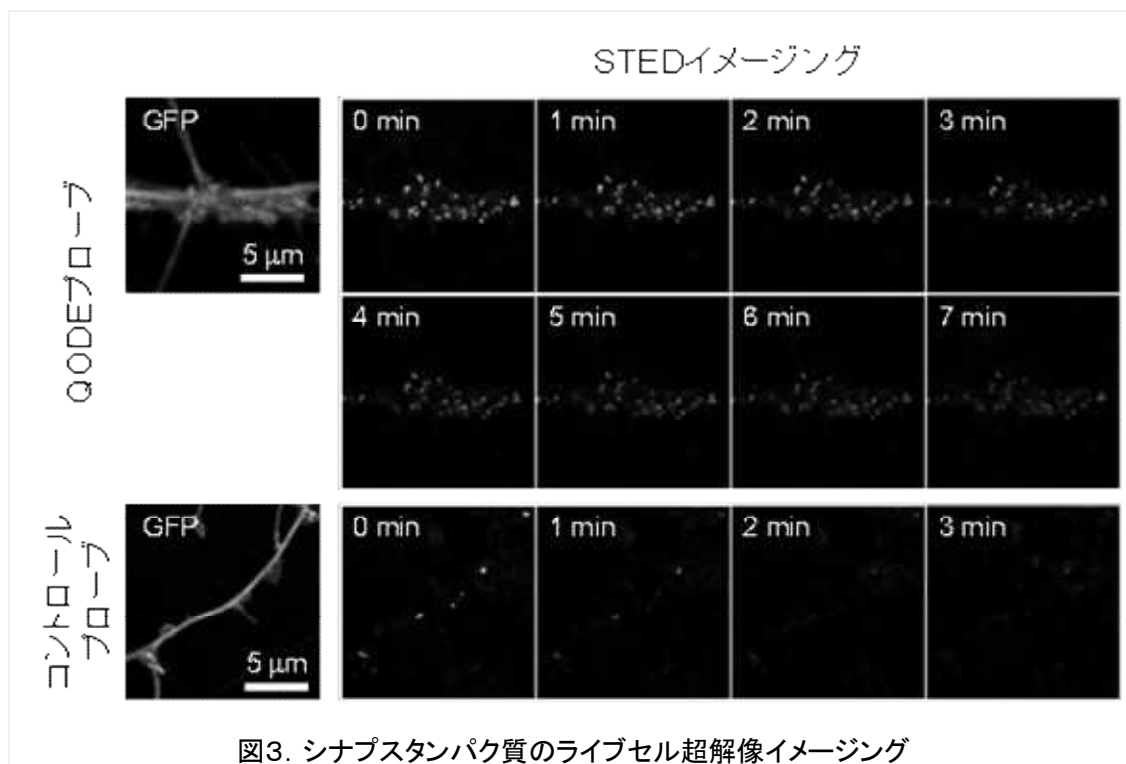 STEDイメージング
QODEプローブ
GFP
5 μm
0 min
1 min
2 min
3 min
4 min
5 min
6 min
7 min
コントロール
プローブ
GFP
5 μm
0 min
1 min
2 min
3 min
図3. シナプスタンパク質のライブセル超解像イメージング